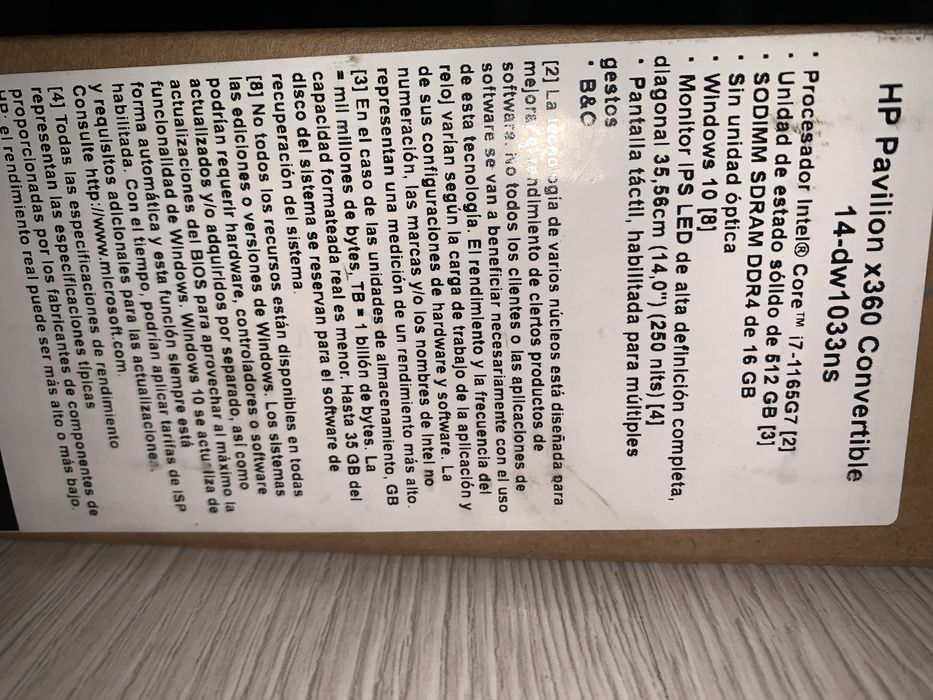 HP Pavilion x360 Convertible
14-dw1033ns
• Procesador Intel® Core™ i7-1165G7 [2]
• Unidad de estado sólido de 512 GB [3]
• SODIMM SDRAM DDR4 de 16 GB
• Sin unidad óptica
• Windows 10 [8]
• Monitor IPS LED de alta definición completa,
diagonal 35,56cm (14,0") (250 nits) [4]
• Pantalla táctil, habilitada para múltiples
gestos
• B&O
[2] La tecnología de varios núcleos está diseñada para
mejorar el rendimiento de ciertos productos de
software. No todos los clientes o las aplicaciones de
software se van a beneficiar necesariamente con el uso
de esta tecnología. El rendimiento y la frecuencia del
reloj varían según la carga de trabajo de la aplicación y
de sus configuraciones de hardware y software. La
numeración, las marcas y/o los nombres de Intel no
representan una medición de un rendimiento más alto.
[3] En el caso de las unidades de almacenamiento, GB
= mil millones de bytes, TB = 1 billón de bytes. La
capacidad formateada real es menor. Hasta 35 GB del
disco del sistema se reservan para el software de
recuperación del sistema.
[8] No todos los recursos están disponibles en todas
las ediciones o versiones de Windows. Los sistemas
podrían requerir hardware, controladores o software
actualizados y/o adquiridos por separado, así como
actualizaciones del BIOS para aprovechar al máximo la
funcionalidad de Windows. Windows 10 se actualiza de
forma automática y esta función siempre está
habilitada. Con el tiempo, podrían aplicar tarifas de ISP
y requisitos adicionales para las actualizaciones.
Consulte http://www.microsoft.com.
[4] Todas las especificaciones de rendimiento
representan las especificaciones típicas
proporcionadas por los fabricantes de componentes de
HP; el rendimiento real puede ser más alto o más bajo.